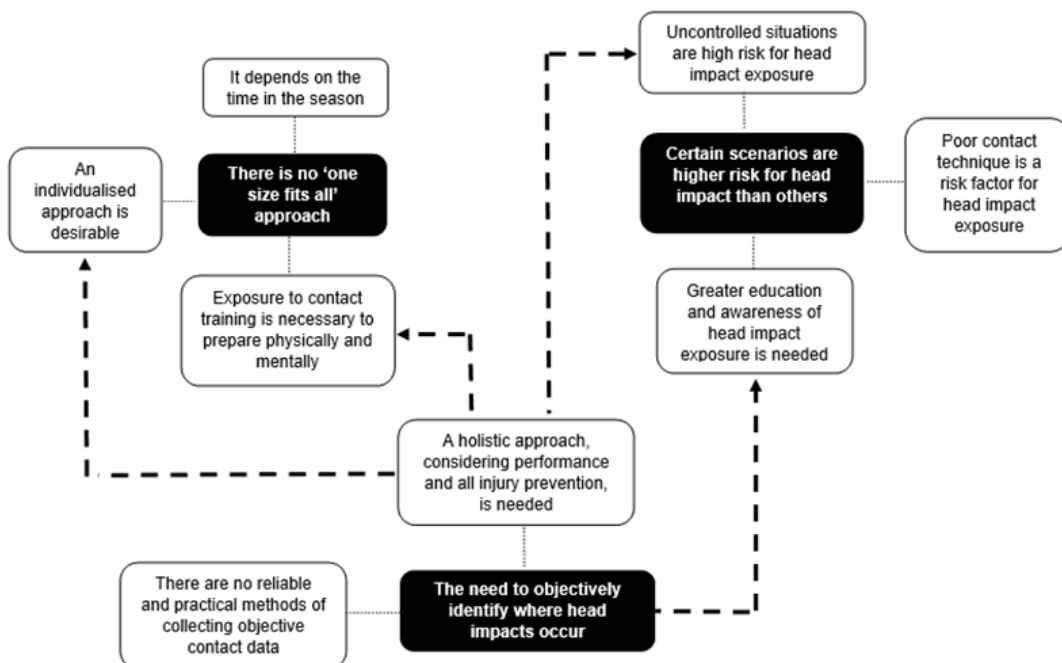 Uncontrolled situations
are high risk for head
impact exposure
It depends on the
time in the season
An
individualised
approach is
desirable
There is no ‘one
size fits all’
approach
Certain scenarios are
higher risk for head
impact than others
Poor contact
technique is a
risk factor for
head impact
exposure
Exposure to contact
training is necessary to
prepare physically and
mentally
Greater education
and awareness of
head impact
exposure is needed
A holistic approach,
considering performance
and all injury prevention,
is needed
There are no reliable
and practical methods of
collecting objective
contact data
The need to objectively
identify where head
impacts occur